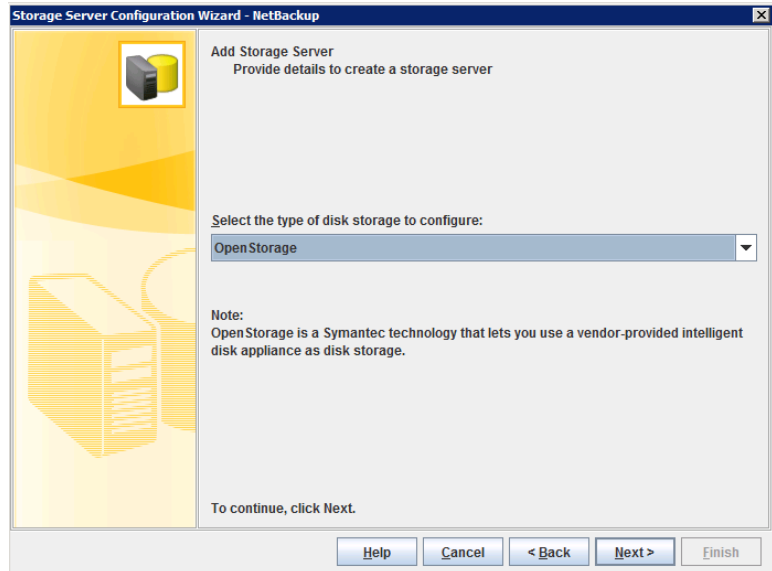 Storage Server Configuration Wizard - NetBackup
Add Storage Server
Provide details to create a storage server
Select the type of disk storage to configure:
OpenStorage
Note:
OpenStorage is a Symantec technology that lets you use a vendor-provided intelligent
disk appliance as disk storage.
To continue, click Next.
Help Cancel < Back Next > Finish